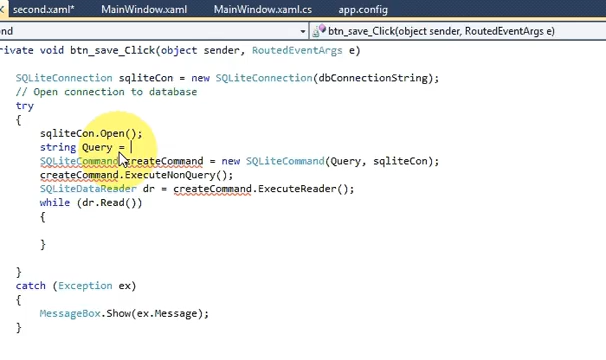 second.xaml* MainWindow.xaml MainWindow.xaml.cs app.config
btn_save_Click(object sender, RoutedEventArgs e)
rivate void btn_save_Click(object sender, RoutedEventArgs e)
SQLiteConnection sqliteCon = new SQLiteConnection(dbConnectionString);
// Open connection to database
try
{
sqliteCon.Open();
string Query =
SQLiteCommand createCommand = new SQLiteCommand(Query, sqliteCon);
createCommand.ExecuteNonQuery();
SQLiteDataReader dr = createCommand.ExecuteReader();
while (dr.Read())
{
}
}
catch (Exception ex)
{
MessageBox.Show(ex.Message);
}